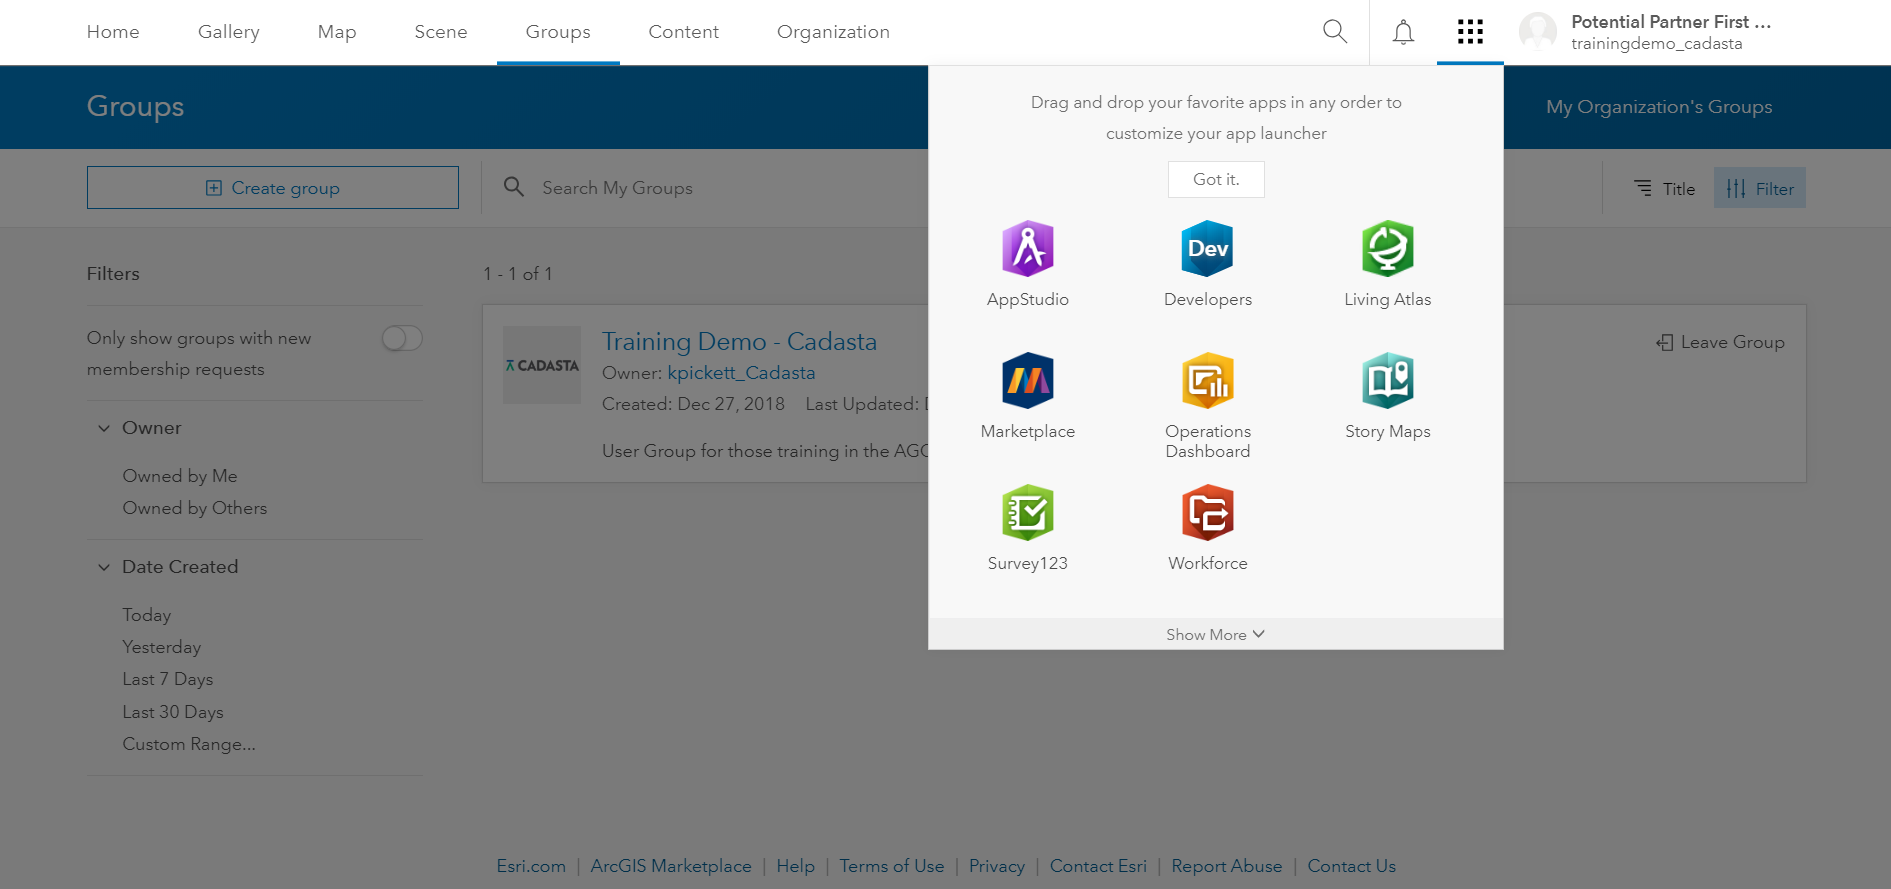 Home Gallery Map Scene Groups Content Organization
Potential Partner First ...
trainingdemo_cadasta
Groups
My Organization's Groups
Drag and drop your favorite apps in any order to
customize your app launcher
Got it.
Create group
Search My Groups
Title
Filter
AppStudio
Dev
Developers
Living Atlas
Marketplace
Operations
Dashboard
Story Maps
Survey123
Workforce
Show More
Filters
Only show groups with new
membership requests
Owner
Owned by Me
Owned by Others
Date Created
Today
Yesterday
Last 7 Days
Last 30 Days
Custom Range...
1 - 1 of 1
CADASTA
Training Demo - Cadasta
Owner: kpickett_Cadasta
Created: Dec 27, 2018 Last Updated:
User Group for those training in the
Leave Group
Esri.com | ArcGIS Marketplace | Help | Terms of Use | Privacy | Contact Esri | Report Abuse | Contact Us